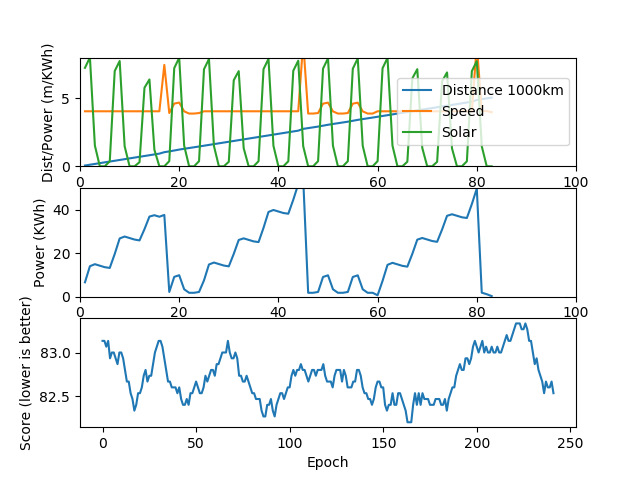 Dist/Power (m/KWh)
5
0
Distance 1000km
Speed
Solar
0 20 40 60 80 100
Power (KWh)
40
20
0
0 20 40 60 80 100
Score (lower is better)
83.0
82.5
0 50 100 150 200 250
Epoch